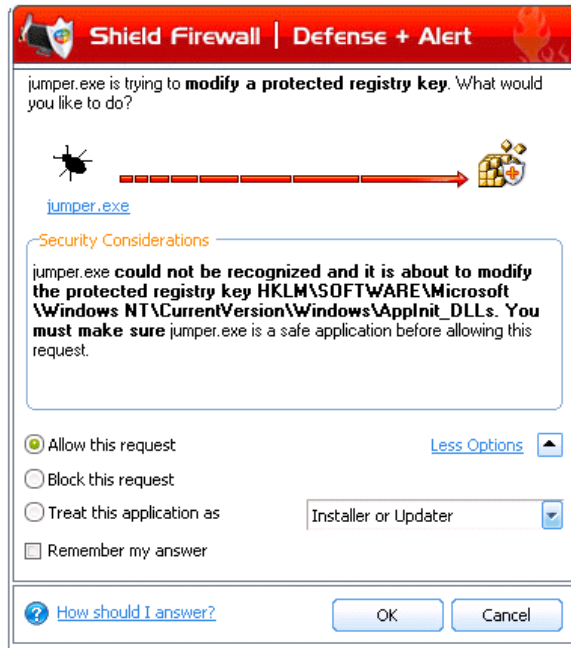 Shield Firewall | Defense + Alert
jumper.exe is trying to modify a protected registry key. What would
you like to do?
jumper.exe
Security Considerations
jumper.exe could not be recognized and it is about to modify
the protected registry key HKLM\SOFTWARE\Microsoft
\Windows NT\CurrentVersion\Windows\AppInit_DLLs. You
must make sure jumper.exe is a safe application before allowing this
request.
Allow this request
Less Options
Block this request
Treat this application as
Installer or Updater
Remember my answer
How should I answer?
OK
Cancel